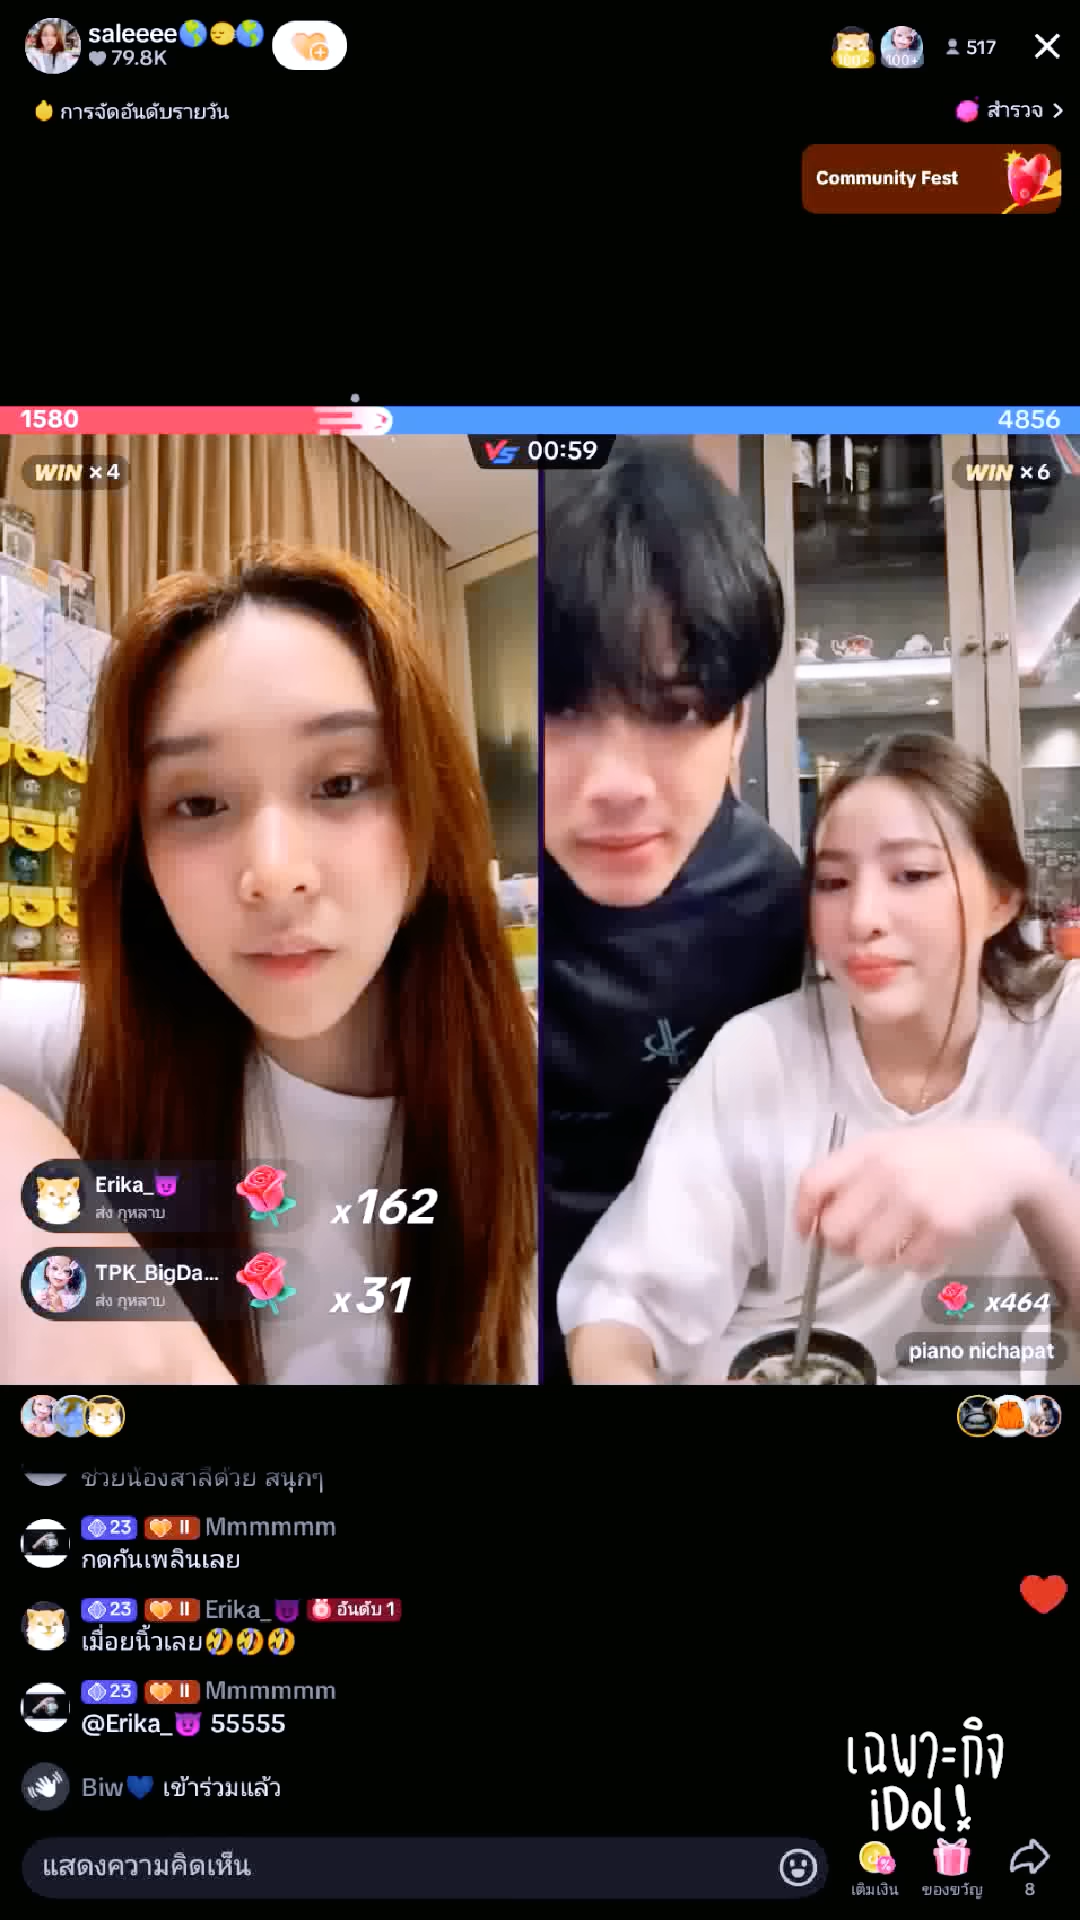 saleeee🌎😴🌎
79.8K
517
100+
100+
การจัดอันดับรายวัน
สำรวจ
Community Fest
1580
4856
VS 00:59
WIN x4
WIN x6
Erika_😈
ส่ง กุหลาบ
x162
TPK_BigDa...
ส่ง กุหลาบ
x31
x464
piano nichapat
ช่วยน้องสาลี่ด้วย สนุกๆ
23 II Mmmmmm
กดกันเพลินเลย
23 II Erika_😈 อันดับ 1
เมื่อยนิ้วเลย🤣🤣🤣
23 II Mmmmmm
@Erika_😈 55555
Biw💙 เข้าร่วมแล้ว
เฉพาะกิจ
iDol!
แสดงความคิดเห็น
เติมเงิน
ของขวัญ
8